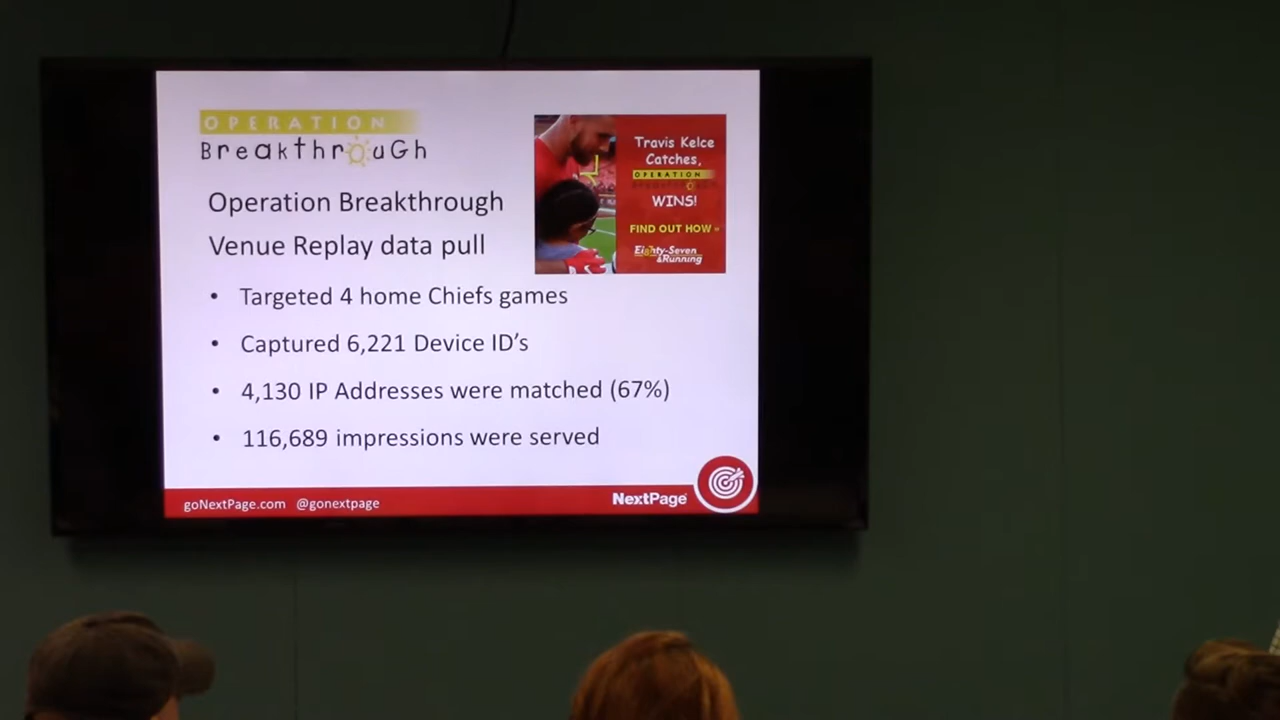 OPERATION
BreakthrouGh
Operation Breakthrough
Venue Replay data pull
• Targeted 4 home Chiefs games
• Captured 6,221 Device ID’s
• 4,130 IP Addresses were matched (67%)
• 116,689 impressions were served
Travis Kelce
Catches,
OPERATION
WINS!
FIND OUT HOW »
Eighty-Seven
&Running
goNextPage.com @gonextpage
NextPage